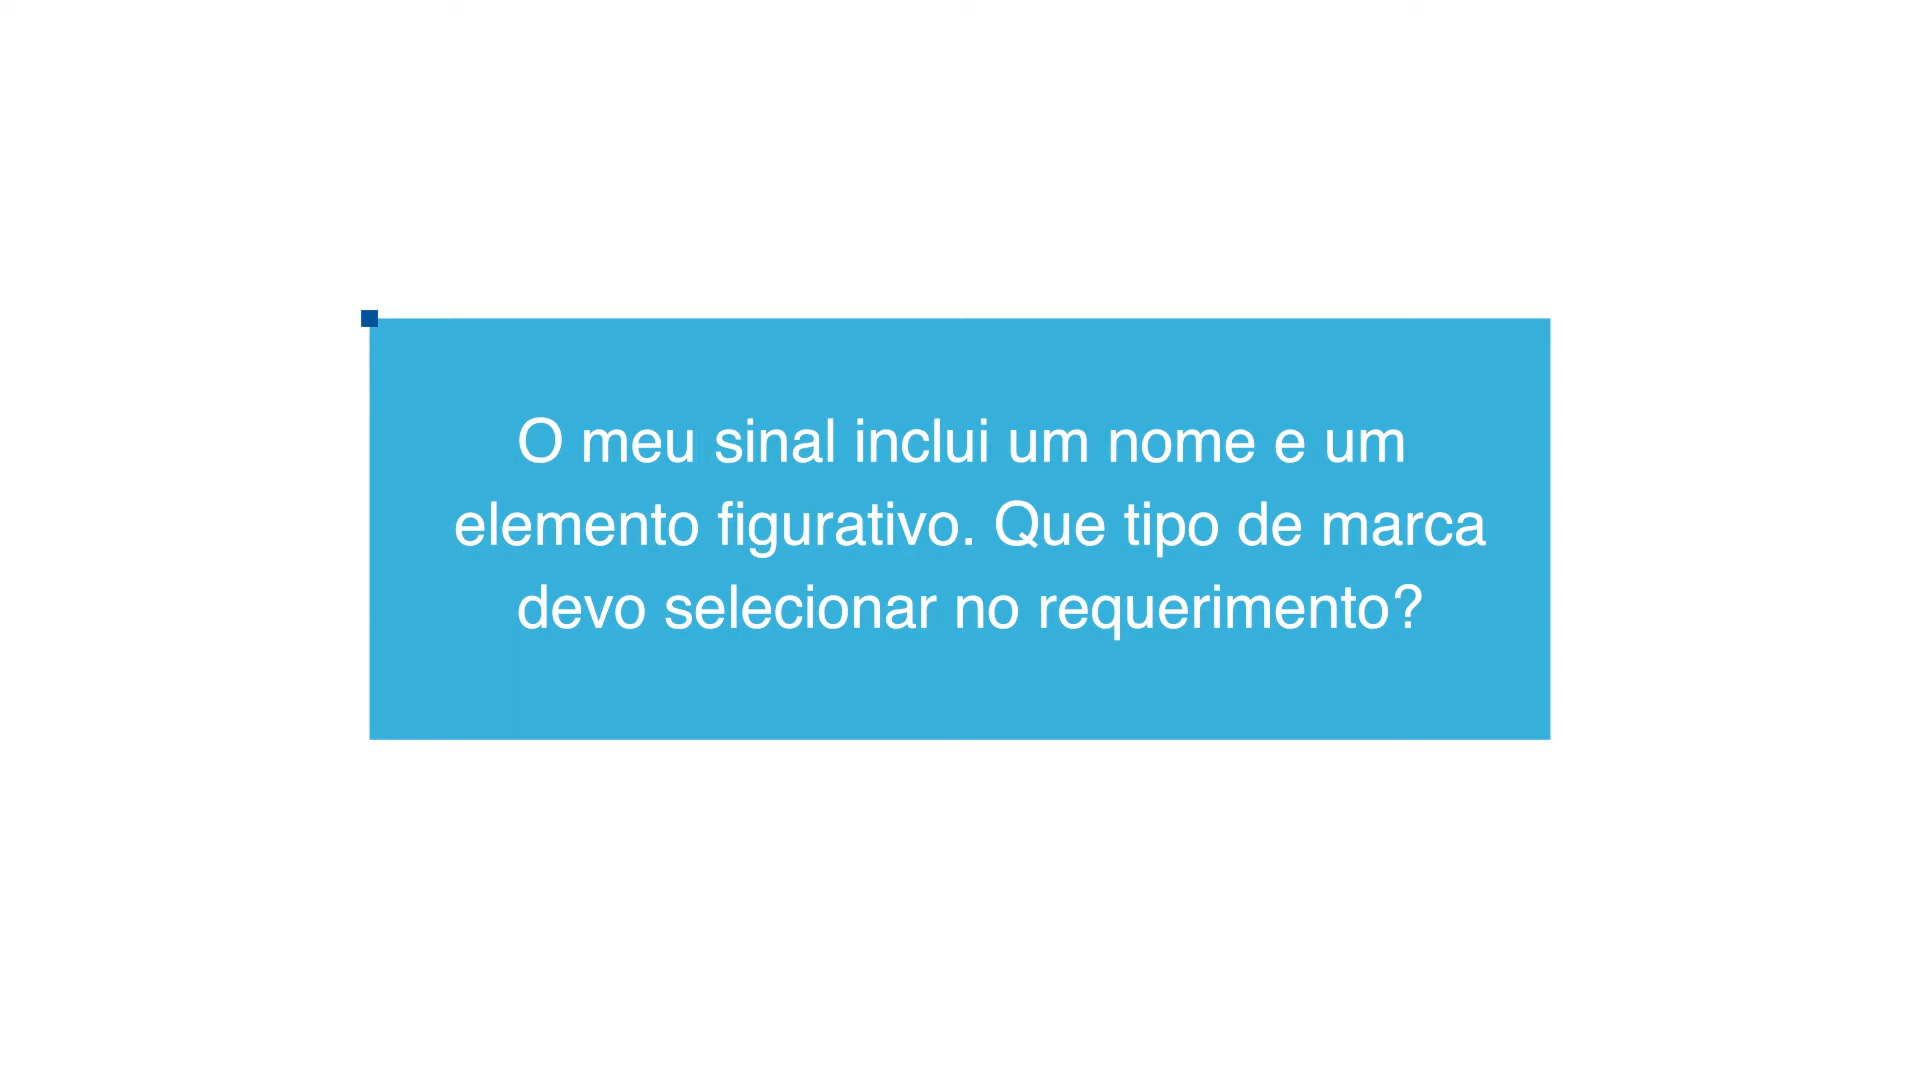 O meu sinal inclui um nome e um
elemento figurativo. Que tipo de marca
devo selecionar no requerimento?